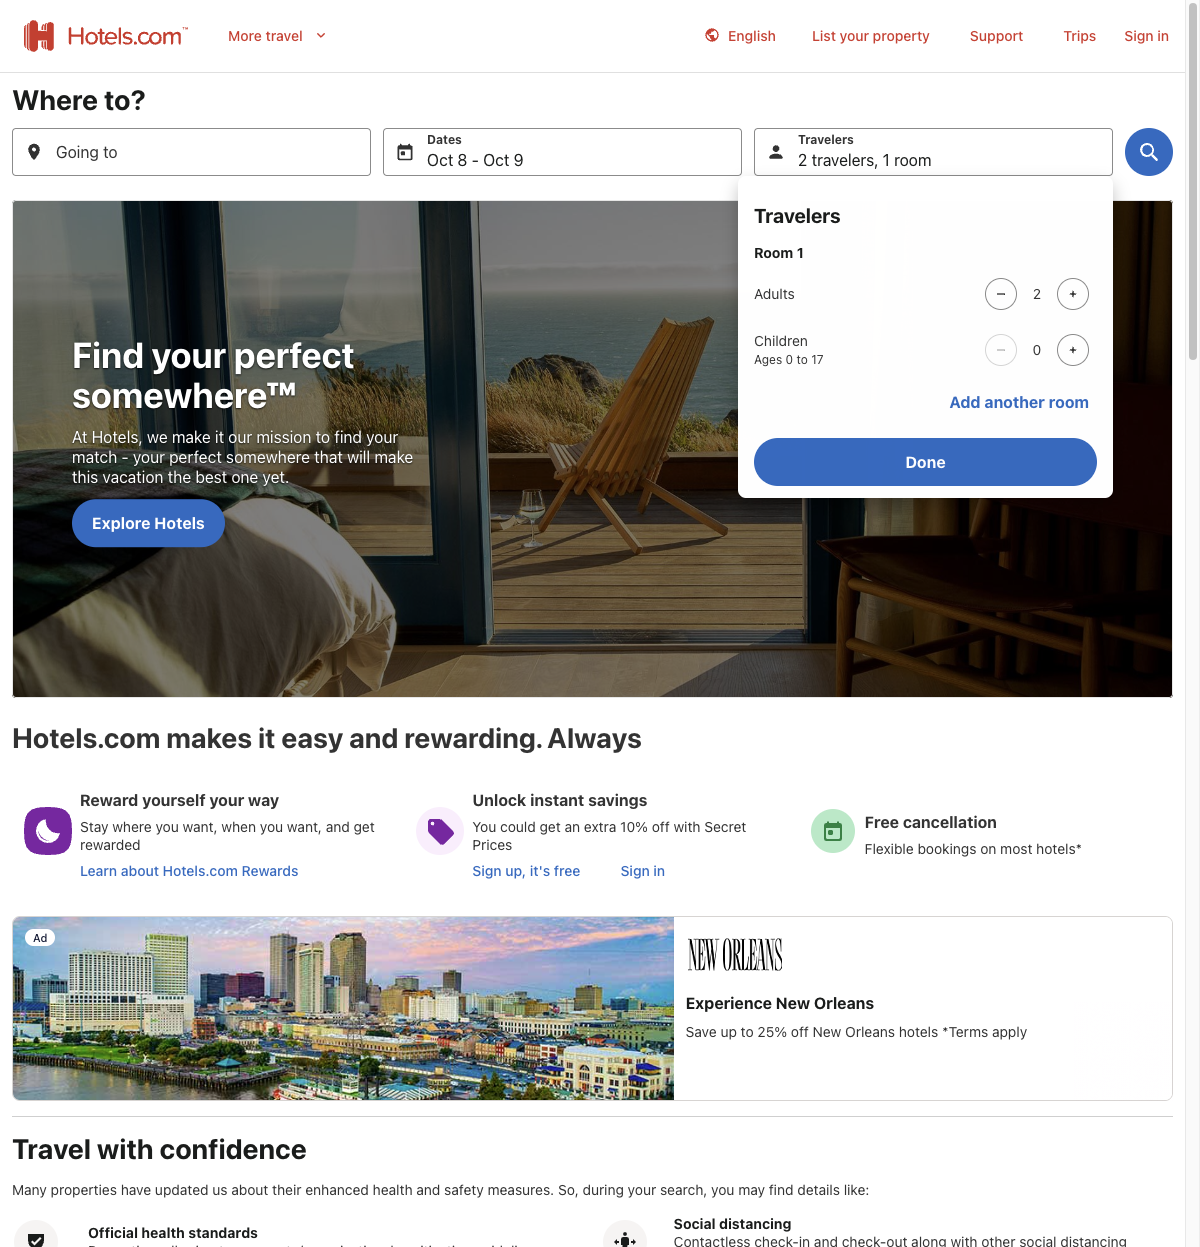 Hotels.com™
More travel
English
List your property
Support
Trips
Sign in
Where to?
Going to
Dates
Oct 8 - Oct 9
Travelers
2 travelers, 1 room
Travelers
Room 1
Adults
2
Children
0
Ages 0 to 17
Add another room
Done
Find your perfect
somewhere™
At Hotels, we make it our mission to find your
match - your perfect somewhere that will make
this vacation the best one yet.
Explore Hotels
Hotels.com makes it easy and rewarding. Always
Reward yourself your way
Stay where you want, when you want, and get
rewarded
Learn about Hotels.com Rewards
Unlock instant savings
You could get an extra 10% off with Secret
Prices
Sign up, it's free
Sign in
Free cancellation
Flexible bookings on most hotels*
Ad
NEW ORLEANS
Experience New Orleans
Save up to 25% off New Orleans hotels *Terms apply
Travel with confidence
Many properties have updated us about their enhanced health and safety measures. So, during your search, you may find details like:
Official health standards
Social distancing
Contactless check-in and check-out along with other social distancing